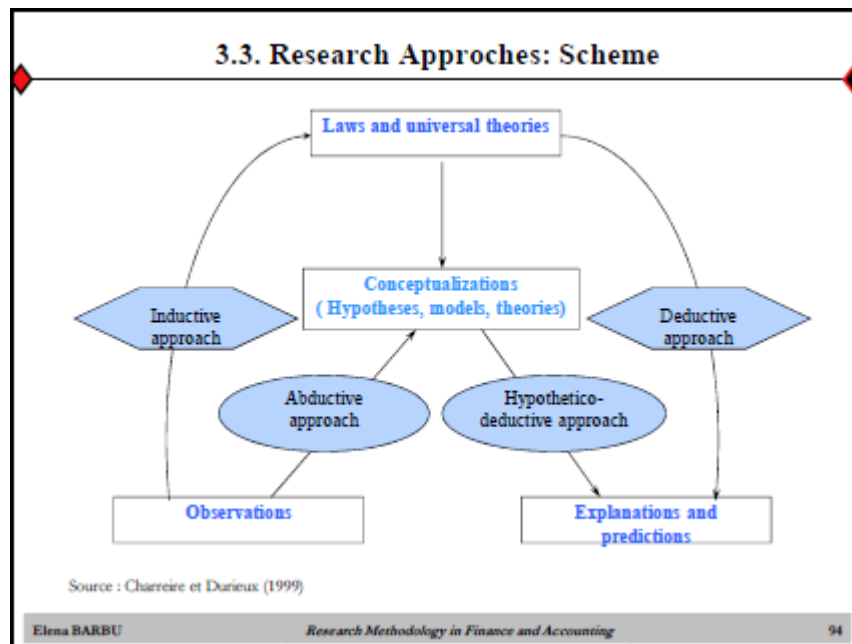 3.3. Research Approches: Scheme
Laws and universal theories
Conceptualizations
( Hypotheses, models, theories)
Inductive
approach
Deductive
approach
Abductive
approach
Hypothetico-
deductive approach
Observations
Explanations and
predictions
Source : Charreire et Durieux (1999)
Elena BARBU Research Methodology in Finance and Accounting 94